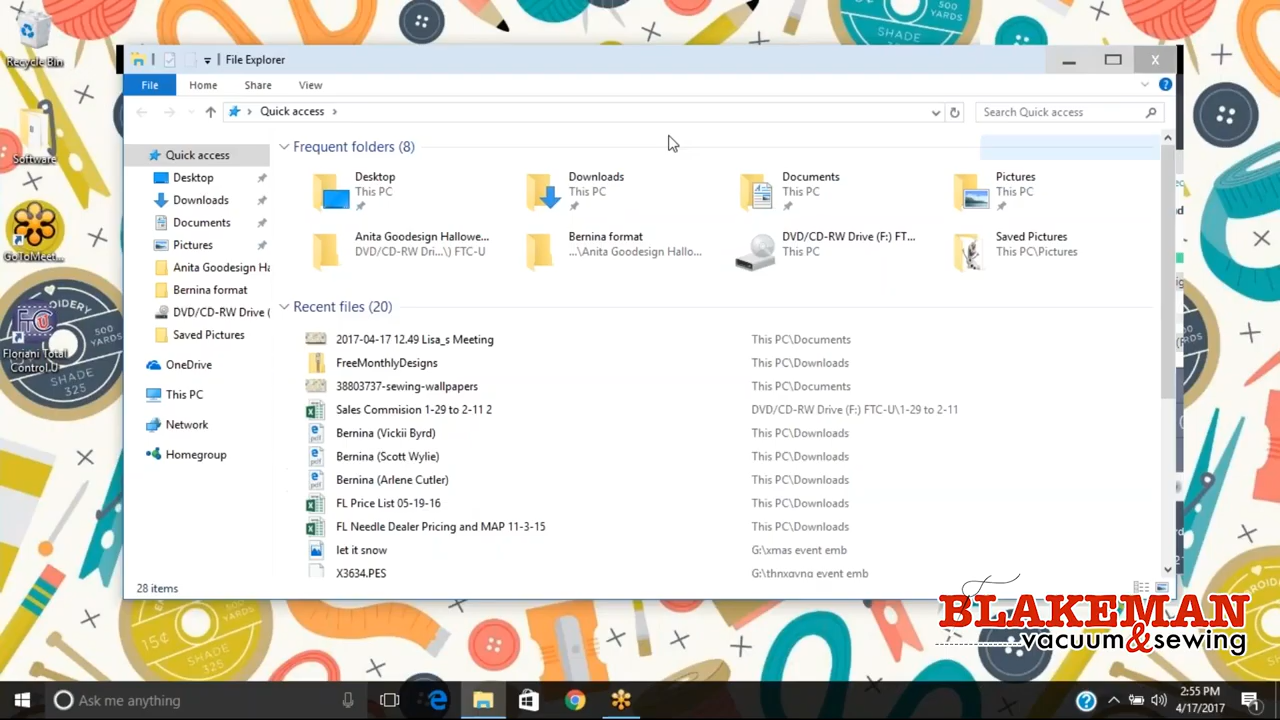 File Explorer
File
Home
Share
View
Quick access
Search Quick access
Recycle Bin
Software
GoToMeet...
Floriani Total
Control.U
Quick access
Desktop
Downloads
Documents
Pictures
Anita Goodesign Ha
Bernina format
DVD/CD-RW Drive (
Saved Pictures
OneDrive
This PC
Network
Homegroup
Frequent folders (8)
Desktop
This PC
Downloads
This PC
Documents
This PC
Pictures
This PC
Anita Goodesign Hallowe...
DVD/CD-RW Dri...\) FTC-U
Bernina format
...\Anita Goodesign Hallo...
DVD/CD-RW Drive (F:) FT...
This PC
Saved Pictures
This PC\Pictures
Recent files (20)
2017-04-17 12.49 Lisa_s Meeting This PC\Documents
FreeMonthlyDesigns This PC\Downloads
38803737-sewing-wallpapers This PC\Documents
Sales Commision 1-29 to 2-11 2 DVD/CD-RW Drive (F:) FTC-U\1-29 to 2-11
Bernina (Vickii Byrd) This PC\Downloads
Bernina (Scott Wylie) This PC\Downloads
Bernina (Arlene Cutler) This PC\Downloads
FL Price List 05-19-16 This PC\Downloads
FL Needle Dealer Pricing and MAP 11-3-15 This PC\Downloads
let it snow G:\xmas event emb
X3634.PES G:\thnxgvng event emb
28 items
500 YARDS
SHADE
325
500 YARDS
SHADE 325
15¢
SHADE
BLAKEMAN
vacuum&sewing
Ask me anything
2:55 PM
4/17/2017